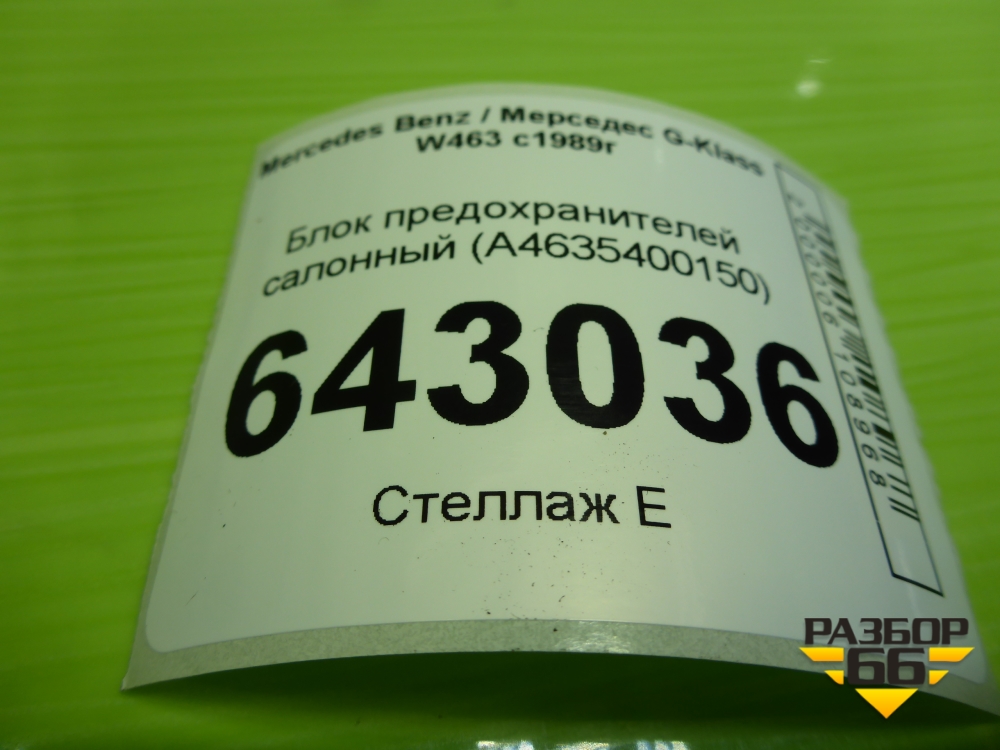 Mercedes Benz / Мерседес G-Klass
W463 с1989г
Блок предохранителей
салонный (A4635400150)
643036
Стеллаж Е
РАЗБОР
66